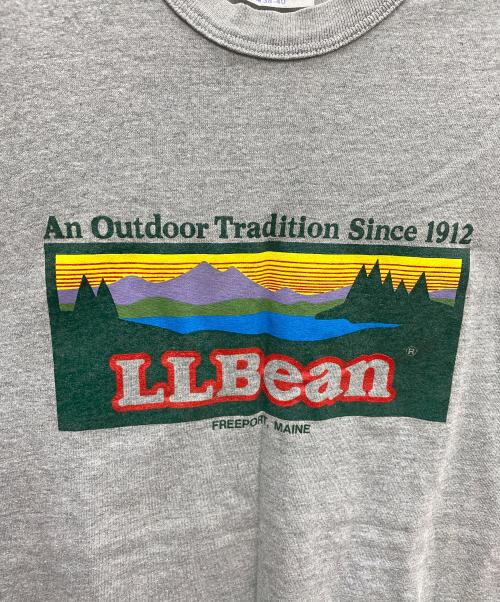 An Outdoor Tradition Since 1912
LLBean ®
FREEPORT, MAINE